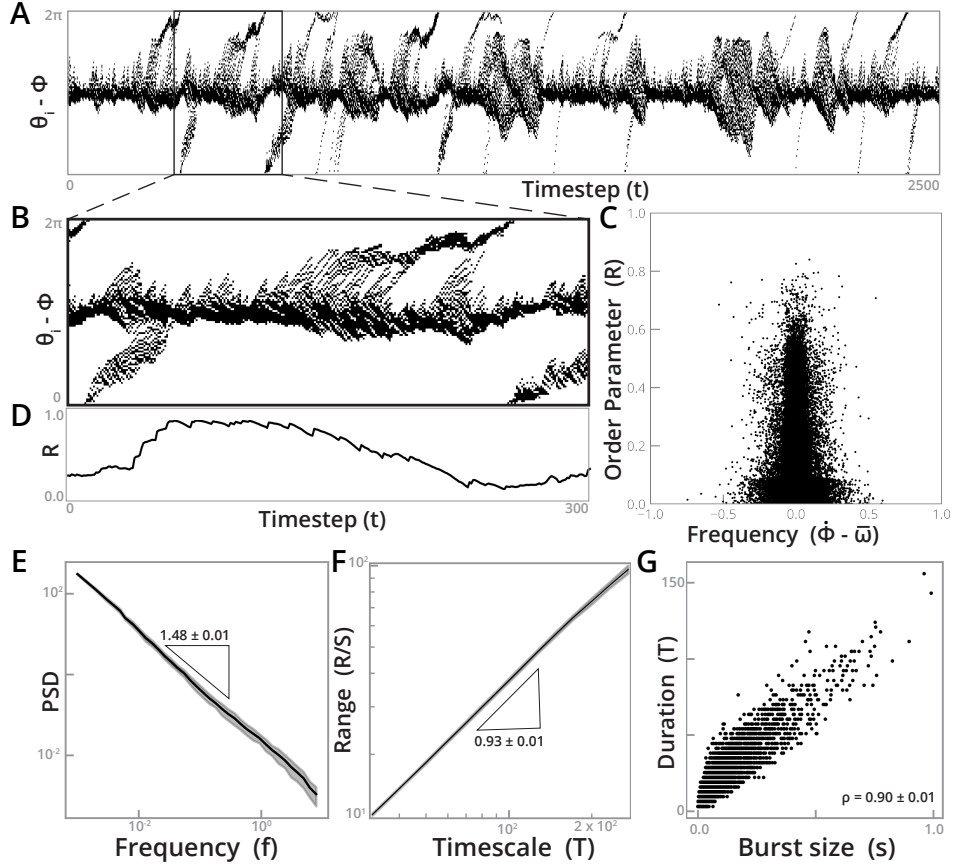 A
2π
θi - Φ
0
Timestep (t)
2500
B
2π
θi - Φ
0
C
1.0
0.8
0.6
0.4
0.2
0.0
Order Parameter (R)
−1.0 -0.5 0.0 0.5 1.0
Frequency (Φ̇ - ω̅)
D
1.0
R
0.0
Timestep (t)
300
E
10²
PSD
10⁻²
1.48 ± 0.01
10⁻² 10⁰
Frequency (f)
F
10²
Range (R/S)
10¹
0.93 ± 0.01
10² 2 x 10²
Timescale (T)
G
150
Duration (T)
0
ρ = 0.90 ± 0.01
0.0 1.0
Burst size (s)